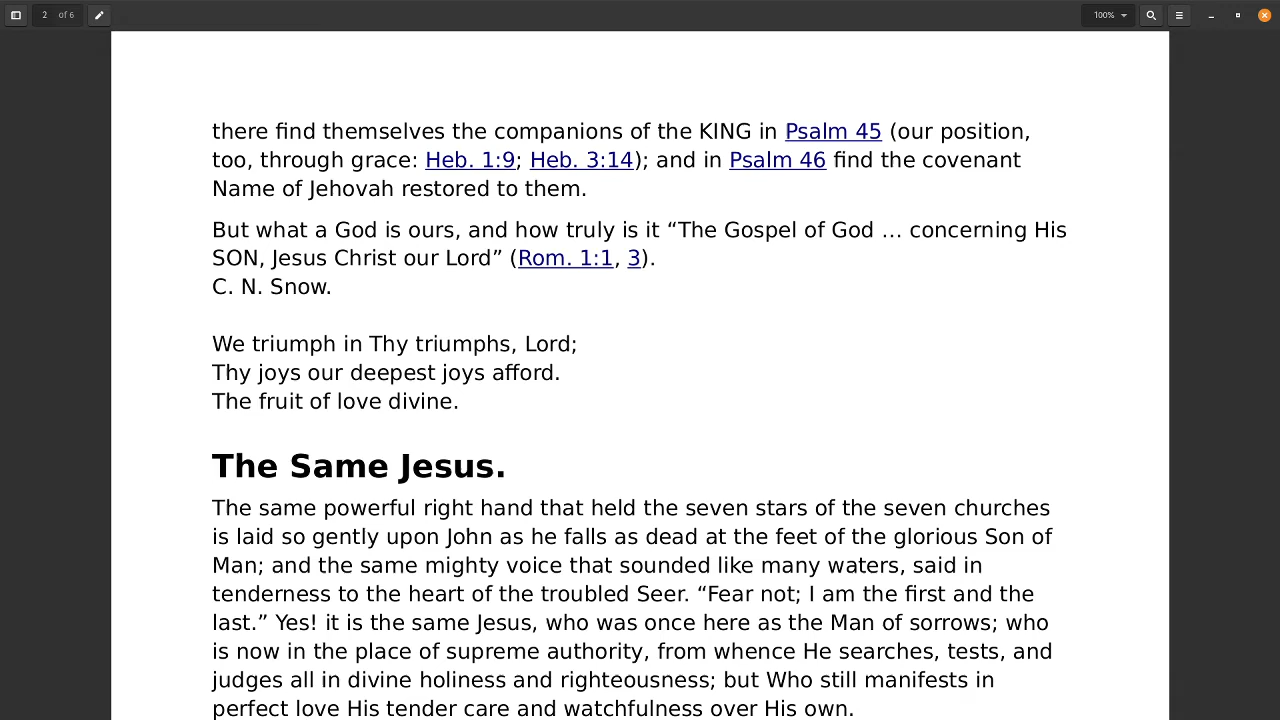 2 of 6
100%
there find themselves the companions of the KING in Psalm 45 (our position,
too, through grace: Heb. 1:9; Heb. 3:14); and in Psalm 46 find the covenant
Name of Jehovah restored to them.
But what a God is ours, and how truly is it “The Gospel of God … concerning His
SON, Jesus Christ our Lord” (Rom. 1:1, 3).
C. N. Snow.
We triumph in Thy triumphs, Lord;
Thy joys our deepest joys afford.
The fruit of love divine.
The Same Jesus.
The same powerful right hand that held the seven stars of the seven churches
is laid so gently upon John as he falls as dead at the feet of the glorious Son of
Man; and the same mighty voice that sounded like many waters, said in
tenderness to the heart of the troubled Seer. “Fear not; I am the first and the
last.” Yes! it is the same Jesus, who was once here as the Man of sorrows; who
is now in the place of supreme authority, from whence He searches, tests, and
judges all in divine holiness and righteousness; but Who still manifests in
perfect love His tender care and watchfulness over His own.